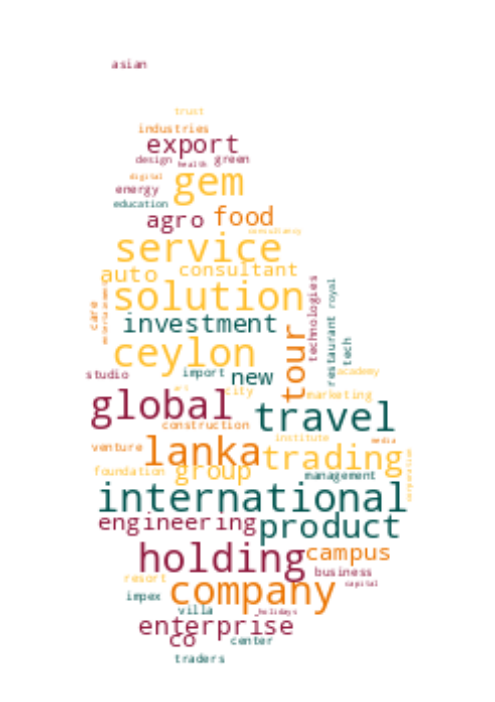 asian
trust
industries
export
design health green
digital
gem
energy
education
agro food
consultancy
service
auto consultant
solution
care
entertainment
technologies
royal
investment
restaurant
tech
tour
ceylon
studio import new
academy
art city marketing
global
travel
construction
institute
media
venture lanka trading
foundation group management
corporation
international
engineering product
holding campus
business
resort company capital
impex
villa holidays
enterprise
co center
traders